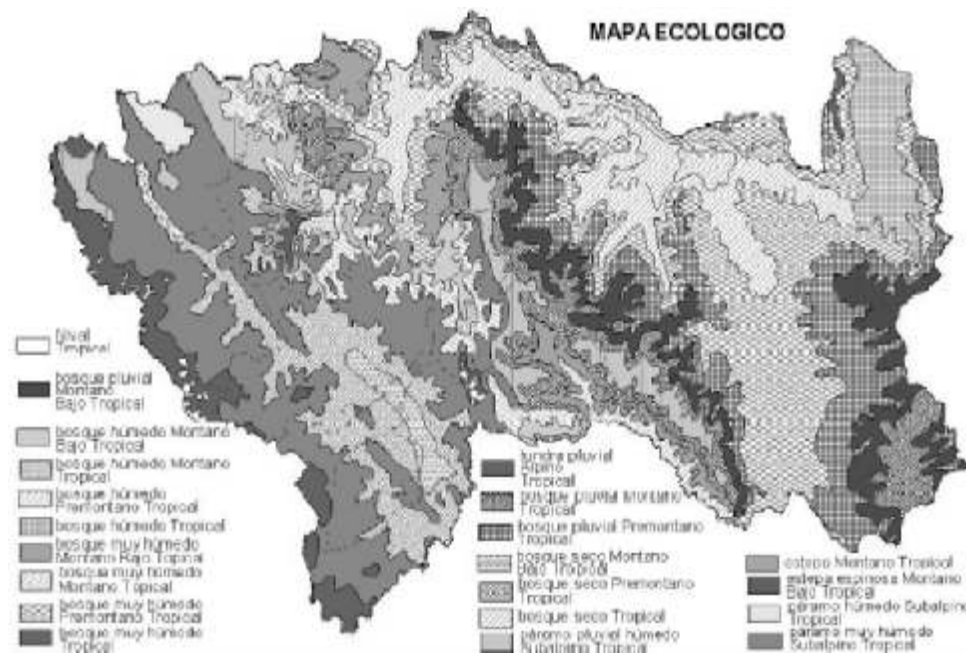 MAPA ECOLOGICO
Tropical
bosque pluvial
Montano
Bajo Tropical
bosque húmedo Montano
Bajo Tropical
bosque húmedo Montano
Tropical
bosque húmedo
Premontano Tropical
bosque húmedo Tropical
bosque muy húmedo
Montano Bajo Tropical
bosque muy húmedo
Montano Topical
bosque muy húmedo
Premontano Tropical
bosque muy húmedo
Tropical
tundra pluvial
Alpino
Tropical
bosque pluvial Montano
Tropical
bosque pluvial Premontano
Tropical
bosque seco Montano
Bajo Tropical
bosque seco Premontano
Tropical
bosque seco Tropical
páramo pluvial húmedo
Subalpino Tropical
Montano Tropical
estepa espinosa Montano
Bajo Tropical
páramo húmedo Subalpino
Tropical
páramo muy húmedo
Subalpino Tropical